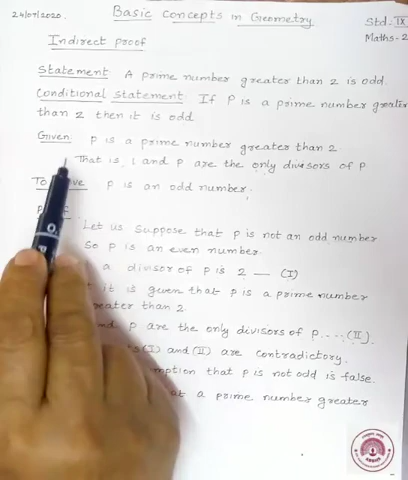 24/07/2020.
Basic Concepts in Geometry
Std. IX
Maths-2
Indirect proof
Statement A prime number greater than 2 is odd.
Conditional statement: If P is a prime number greater
than 2 then it is odd
Given: p is a prime number greater than 2.
That is, 1 and p are the only divisors of p
To p is an odd number.
Let us suppose that p is not an odd number
So p is an even number.
a divisor of p is 2 — (I)
it is given that p is a prime number
greater than 2
p are the only divisors of p....(II).
(I) and (II) are contradictory.
that p is not odd is false.
a prime number greater